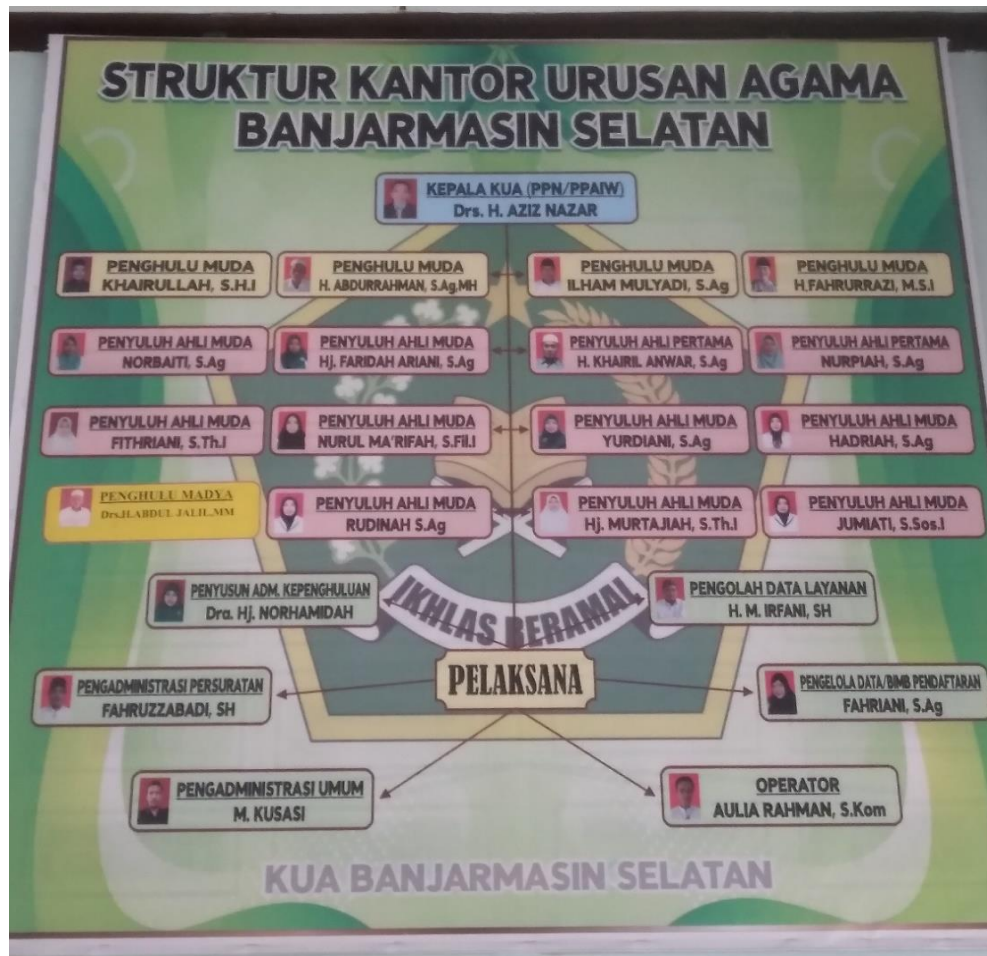 STRUKTUR KANTOR URUSAN AGAMA
BANJARMASIN SELATAN
KEPALA KUA (PPN/PPAIW)
Drs. H. AZIZ NAZAR
PENGHULU MUDA
KHAIRULLAH, S.H.I
PENGHULU MUDA
H. ABDURRAHMAN, S.Ag,MH
PENGHULU MUDA
ILHAM MULYADI, S.Ag
PENGHULU MUDA
H.FAHRURRAZI, M.S.I
PENYULUH AHLI MUDA
NORBAITI, S.Ag
PENYULUH AHLI MUDA
Hj. FARIDAH ARIANI, S.Ag
PENYULUH AHLI PERTAMA
H. KHAIRIL ANWAR, S.Ag
PENYULUH AHLI PERTAMA
NURPIAH, S.Ag
PENYULUH AHLI MUDA
FITHRIANI, S.Th.I
PENYULUH AHLI MUDA
NURUL MA'RIFAH, S.Fil.I
PENYULUH AHLI MUDA
YURDIANI, S.Ag
PENYULUH AHLI MUDA
HADRIAH, S.Ag
PENGHULU MADYA
Drs.H.ABDUL JALIL.,MM
PENYULUH AHLI MUDA
RUDINAH S.Ag
PENYULUH AHLI MUDA
Hj. MURTAJIAH, S.Th.I
PENYULUH AHLI MUDA
JUMIATI, S.Sos.I
PENYUSUN ADM. KEPENGHULUAN
Dra. Hj. NORHAMIDAH
PENGOLAH DATA LAYANAN
H. M. IRFANI, SH
IKHLAS BERAMAL
PELAKSANA
PENGADMINISTRASI PERSURATAN
FAHRUZZABADI, SH
PENGELOLA DATA/BIMB PENDAFTARAN
FAHRIANI, S.Ag
PENGADMINISTRASI UMUM
M. KUSASI
OPERATOR
AULIA RAHMAN, S.Kom
KUA BANJARMASIN SELATAN